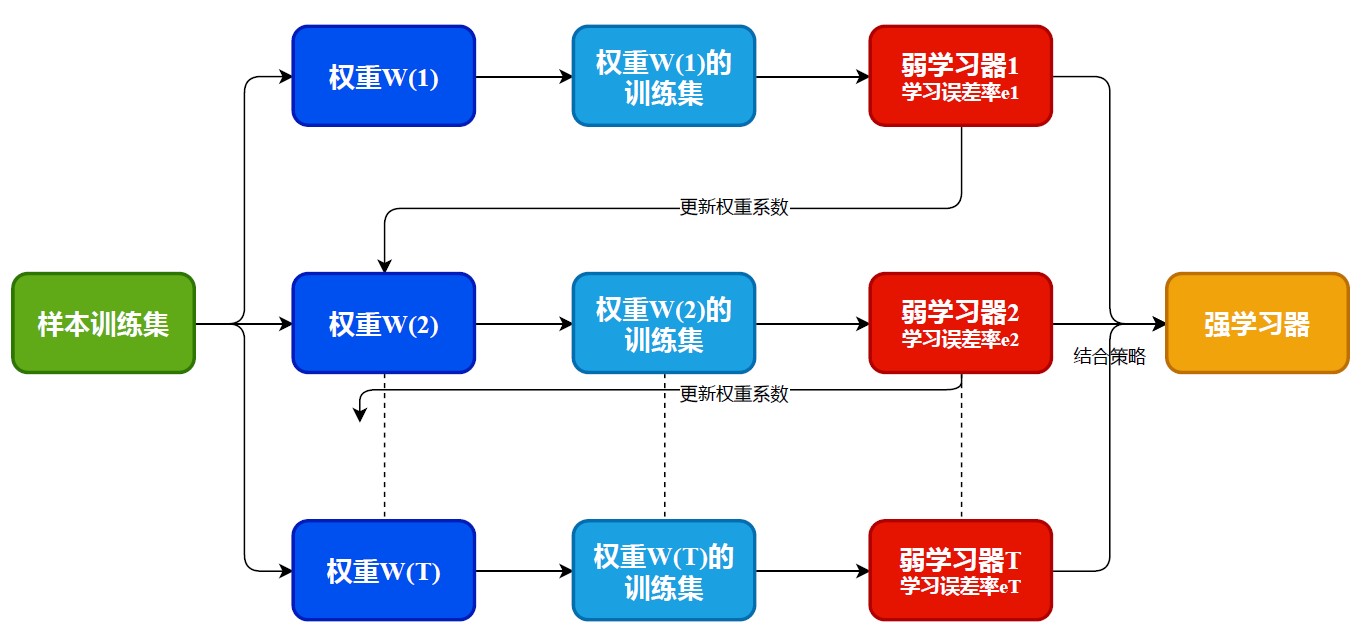 权重W(1)
权重W(1)的
训练集
弱学习器1
学习误差率e1
更新权重系数
样本训练集
权重W(2)
权重W(2)的
训练集
弱学习器2
学习误差率e2
结合策略
强学习器
更新权重系数
权重W(T)
权重W(T)的
训练集
弱学习器T
学习误差率eT